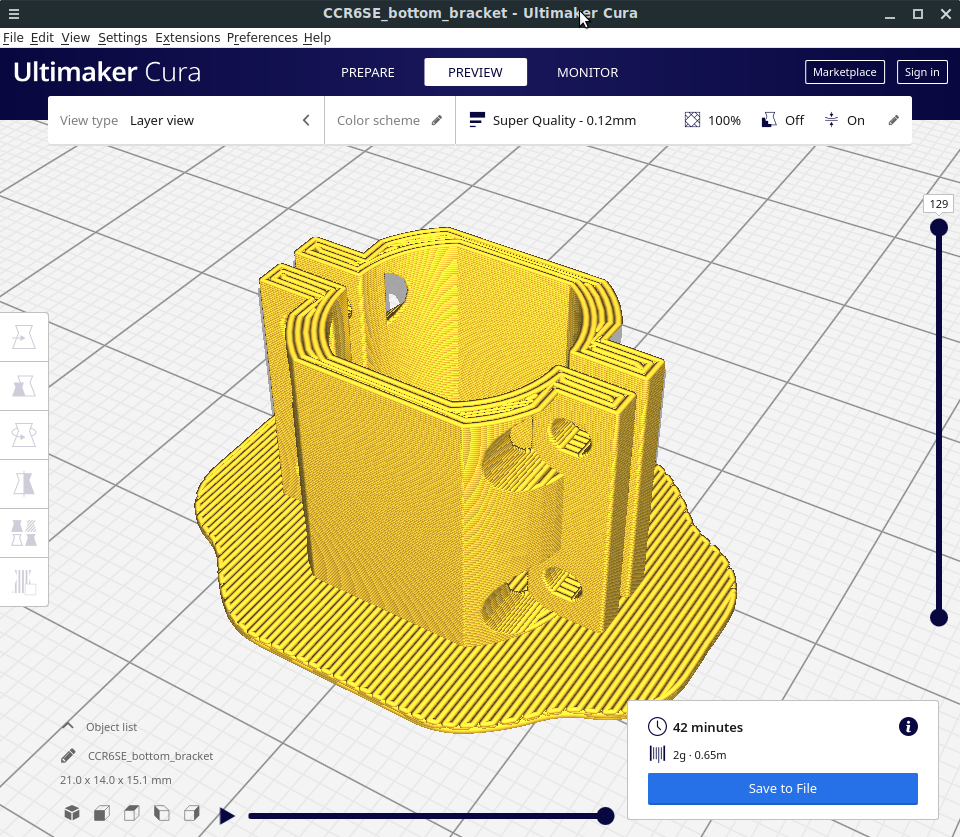 CCR6SE_bottom_bracket - Ultimaker Cura
File Edit View Settings Extensions Preferences Help
Ultimaker Cura PREPARE PREVIEW MONITOR Marketplace Sign in
View type Layer view Color scheme Super Quality - 0.12mm 100% Off On
129
Object list
CCR6SE_bottom_bracket
21.0 x 14.0 x 15.1 mm
42 minutes
2g · 0.65m
Save to File